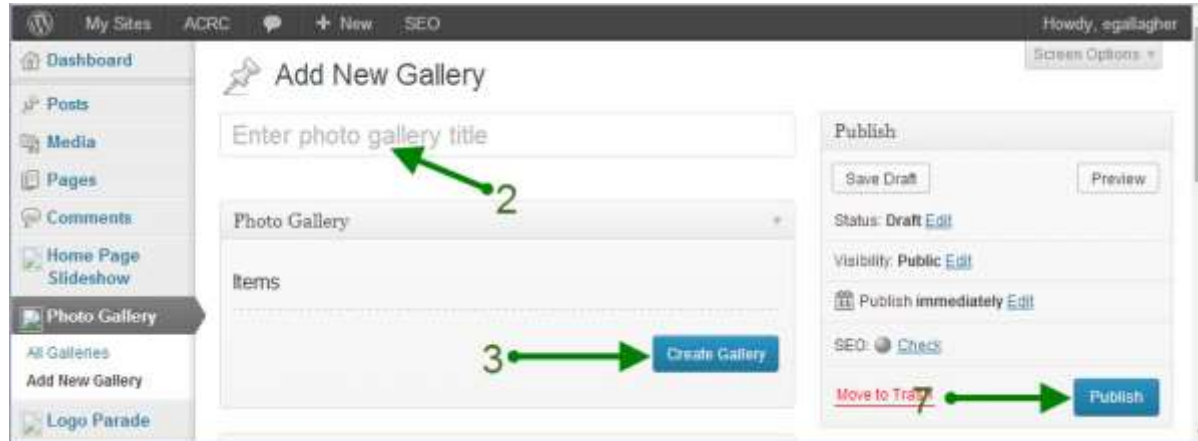 My Sites ACRC + New SEO Howdy, egallagher
Screen Options
Dashboard
Posts
Media
Pages
Comments
Home Page
Slideshow
Photo Gallery
All Galleries
Add New Gallery
Logo Parade
Add New Gallery
Enter photo gallery title
2
Photo Gallery
Items
3
Create Gallery
Publish
Save Draft Preview
Status: Draft Edit
Visibility: Public Edit
Publish immediately Edit
SEO: Check
Move to Trash 7 Publish